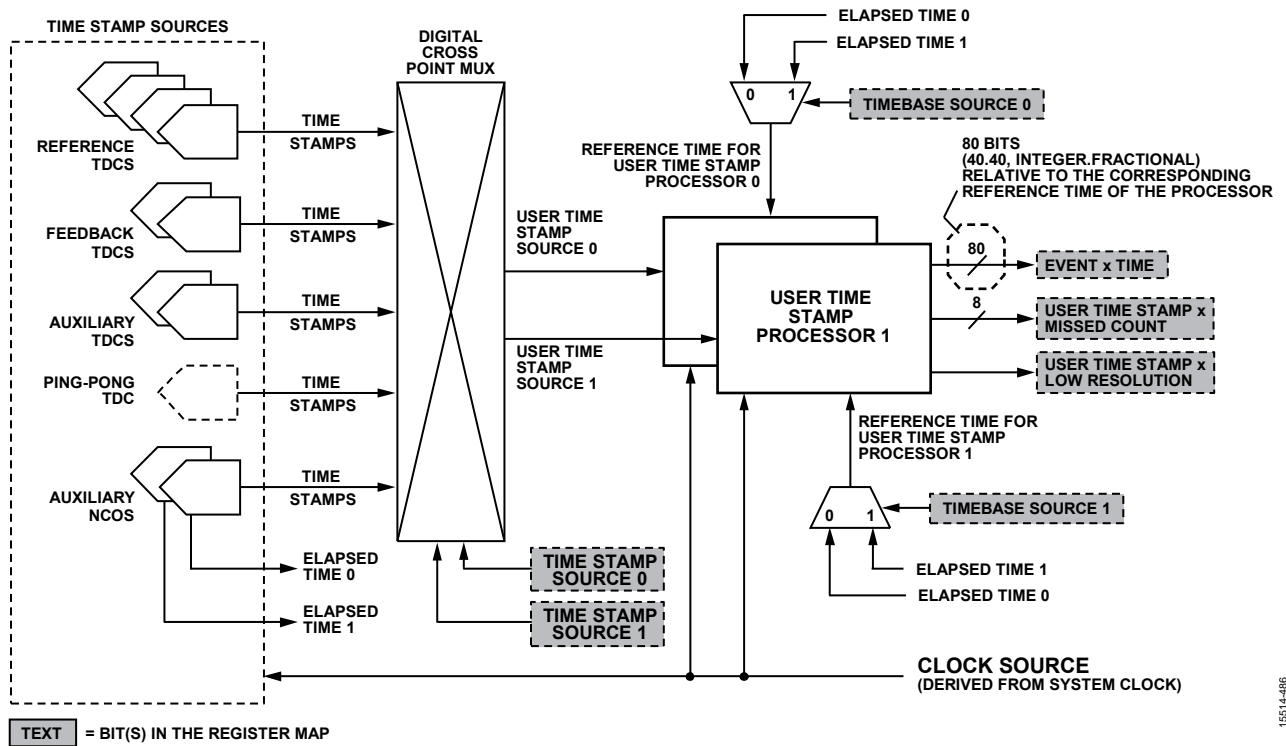 TIME STAMP SOURCES
REFERENCE
TDCS
TIME
STAMPS
FEEDBACK
TDCS
TIME
STAMPS
AUXILIARY
TDCS
TIME
STAMPS
PING-PONG
TDC
TIME
STAMPS
AUXILIARY
NCOS
TIME
STAMPS
ELAPSED
TIME 0
ELAPSED
TIME 1
DIGITAL
CROSS
POINT MUX
USER TIME
STAMP
SOURCE 0
USER TIME
STAMP
SOURCE 1
TIME STAMP
SOURCE 0
TIME STAMP
SOURCE 1
ELAPSED TIME 0
ELAPSED TIME 1
0 1
TIMEBASE SOURCE 0
REFERENCE TIME FOR
USER TIME STAMP
PROCESSOR 0
80 BITS
(40.40, INTEGER.FRACTIONAL)
RELATIVE TO THE CORRESPONDING
REFERENCE TIME OF THE PROCESSOR
USER TIME
STAMP
PROCESSOR 1
80
EVENT x TIME
8
USER TIME STAMP x
MISSED COUNT
USER TIME STAMP x
LOW RESOLUTION
REFERENCE TIME FOR
USER TIME STAMP
PROCESSOR 1
0 1
TIMEBASE SOURCE 1
ELAPSED TIME 1
ELAPSED TIME 0
CLOCK SOURCE
(DERIVED FROM SYSTEM CLOCK)
TEXT = BIT(S) IN THE REGISTER MAP
15514-486